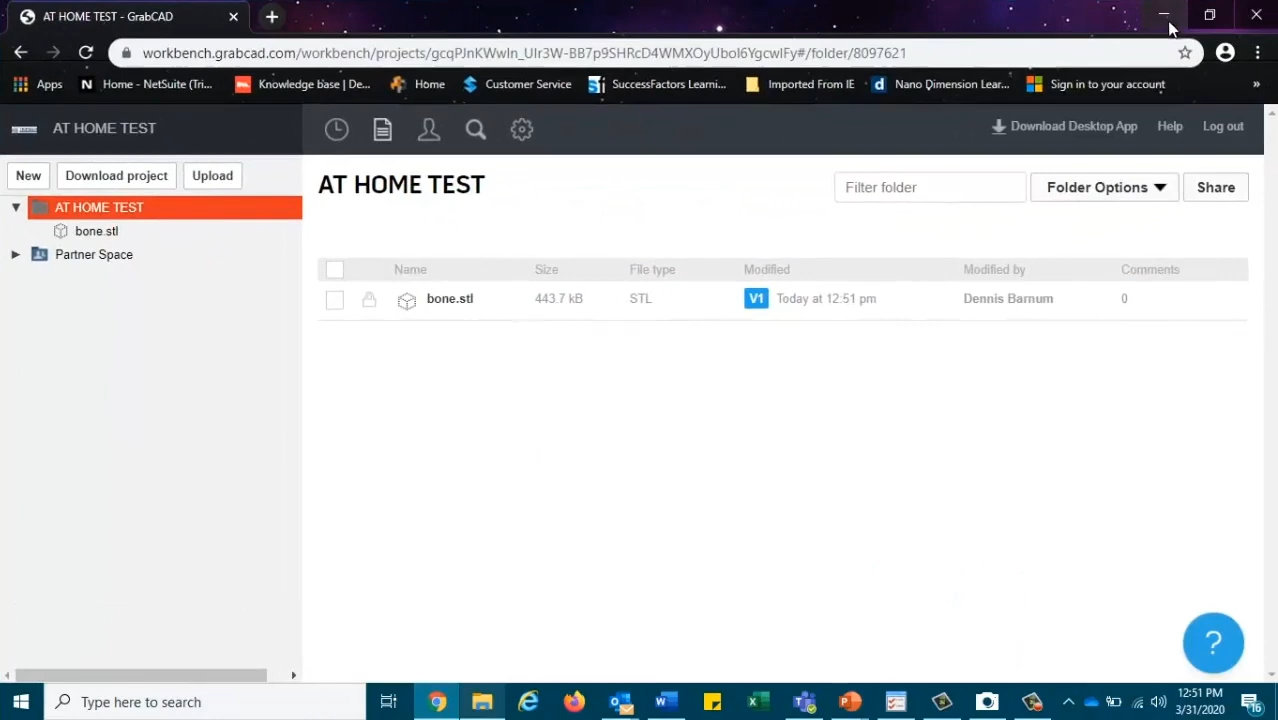 AT HOME TEST - GrabCAD
workbench.grabcad.com/workbench/projects/gcqPJnKWwIn_UIr3W-BB7p9SHRcD4WMXOyUbol6YgcwIFy#/folder/8097621
Apps Home - NetSuite (Tri... Knowledge base | De... Home Customer Service SuccessFactors Learni... Imported From IE Nano Dimension Lear... Sign in to your account »
AT HOME TEST Download Desktop App Help Log out
New Download project Upload
AT HOME TEST Filter folder Folder Options Share
AT HOME TEST
bone.stl
Partner Space
Name Size File type Modified Modified by Comments
bone.stl 443.7 kB STL V1 Today at 12:51 pm Dennis Barnum 0
?
Type here to search
12:51 PM
3/31/2020
16